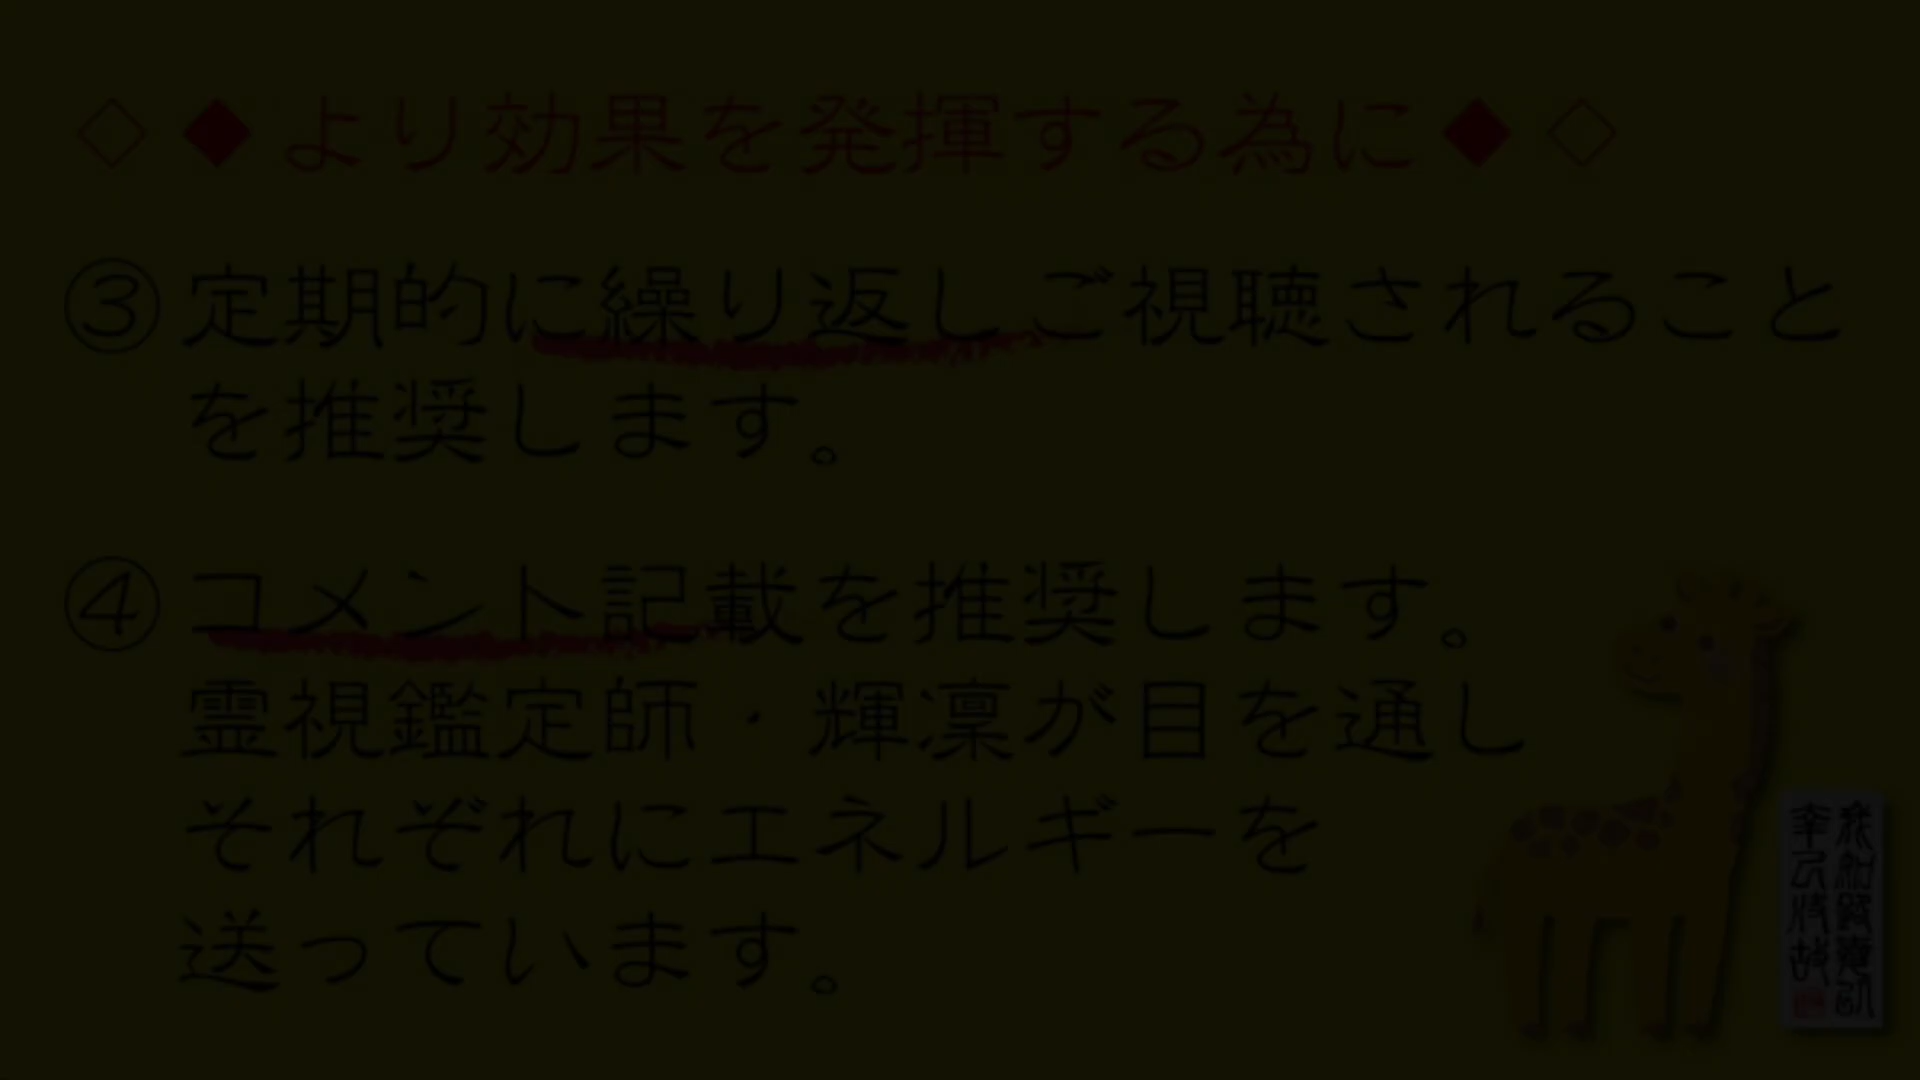 ◇◆より効果を発揮する為に◆◇
③定期的に繰り返しご視聴されること
を推奨します。
④コメント記載を推奨します。
霊視鑑定師・輝凛が目を通し
それぞれにエネルギーを
送っています。